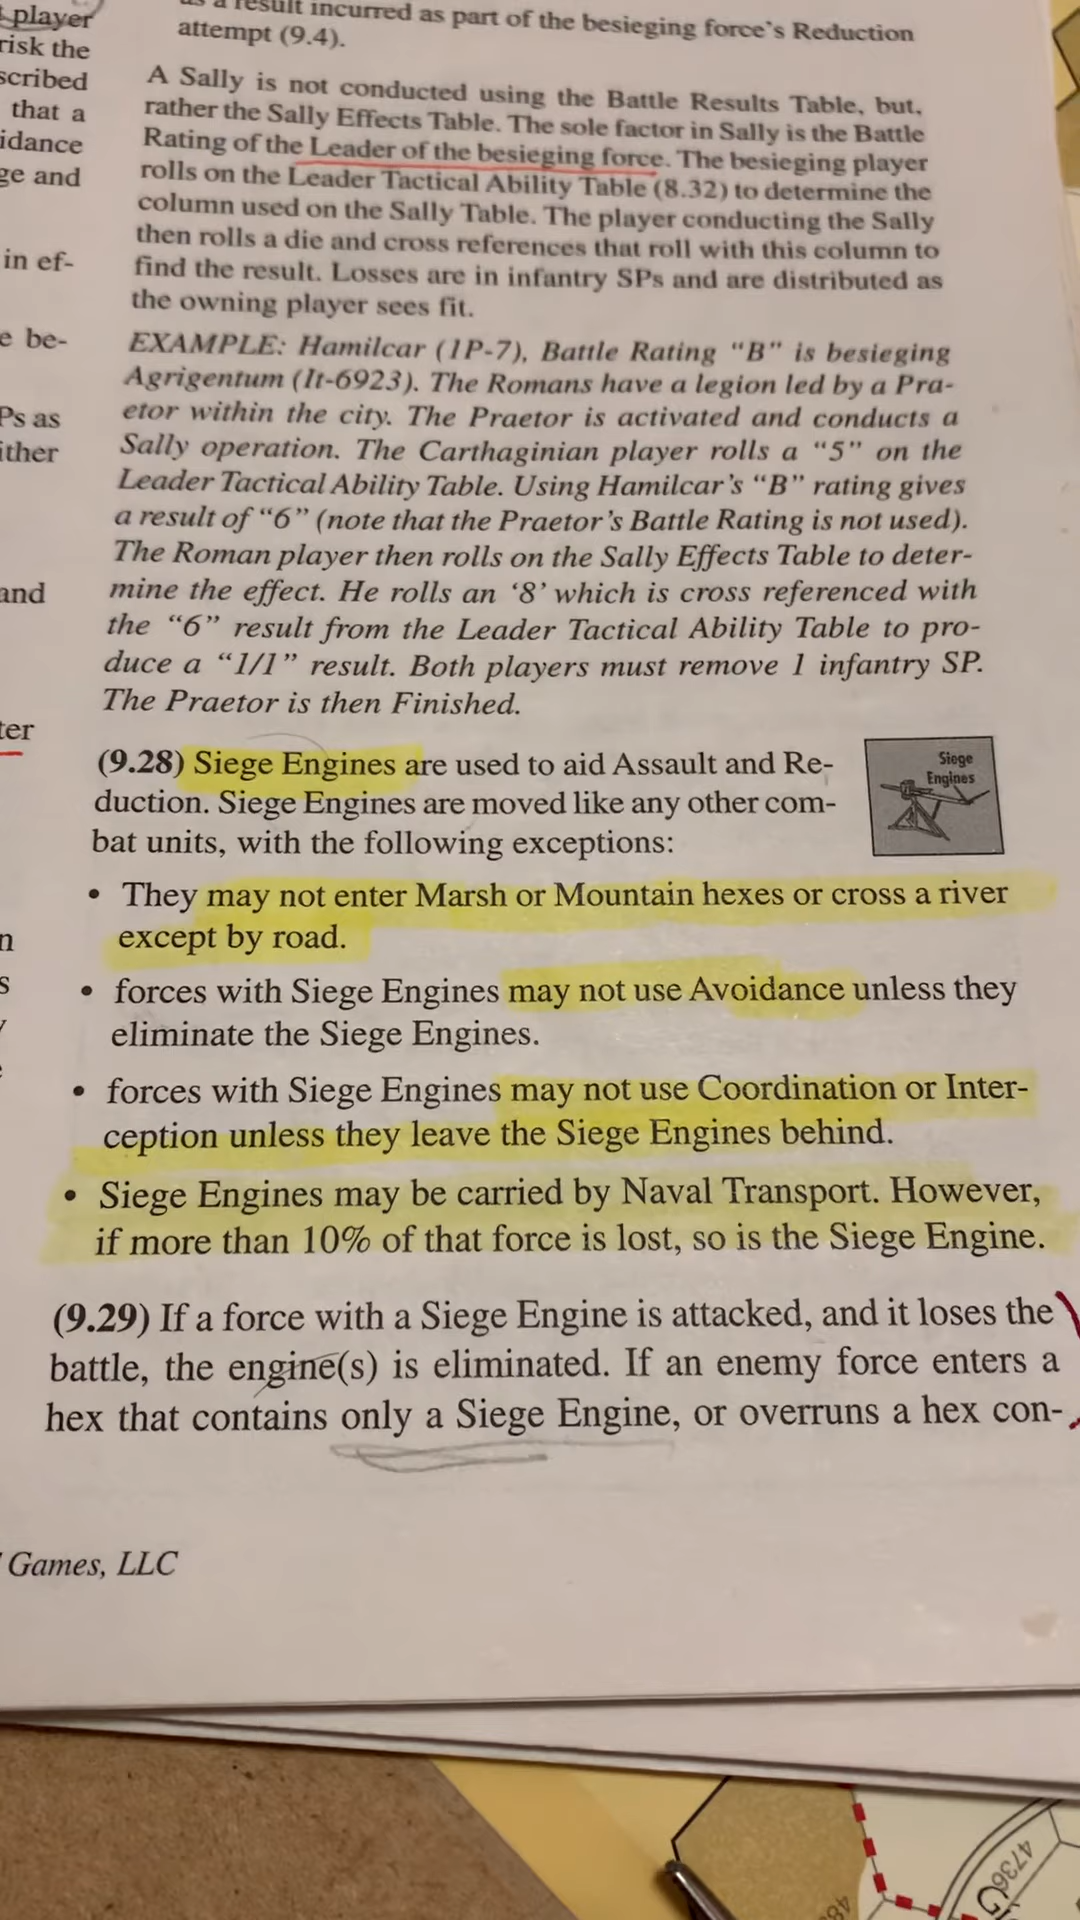 player
risk the
scribed
that a
idance
ge and
in ef-
e be-
Ps as
ither
and
ter
n
s
result incurred as part of the besieging force's Reduction
attempt (9.4).
A Sally is not conducted using the Battle Results Table, but,
rather the Sally Effects Table. The sole factor in Sally is the Battle
Rating of the Leader of the besieging force. The besieging player
rolls on the Leader Tactical Ability Table (8.32) to determine the
column used on the Sally Table. The player conducting the Sally
then rolls a die and cross references that roll with this column to
find the result. Losses are in infantry SPs and are distributed as
the owning player sees fit.
EXAMPLE: Hamilcar (1P-7), Battle Rating “B” is besieging
Agrigentum (It-6923). The Romans have a legion led by a Pra-
etor within the city. The Praetor is activated and conducts a
Sally operation. The Carthaginian player rolls a “5” on the
Leader Tactical Ability Table. Using Hamilcar's “B” rating gives
a result of “6” (note that the Praetor's Battle Rating is not used).
The Roman player then rolls on the Sally Effects Table to deter-
mine the effect. He rolls an ‘8’ which is cross referenced with
the “6” result from the Leader Tactical Ability Table to pro-
duce a “1/1” result. Both players must remove 1 infantry SP.
The Praetor is then Finished.
(9.28) Siege Engines are used to aid Assault and Re-
duction. Siege Engines are moved like any other com-
bat units, with the following exceptions:
Siege
Engines
• They may not enter Marsh or Mountain hexes or cross a river
except by road.
• forces with Siege Engines may not use Avoidance unless they
eliminate the Siege Engines.
• forces with Siege Engines may not use Coordination or Inter-
ception unless they leave the Siege Engines behind.
• Siege Engines may be carried by Naval Transport. However,
if more than 10% of that force is lost, so is the Siege Engine.
(9.29) If a force with a Siege Engine is attacked, and it loses the
battle, the engine(s) is eliminated. If an enemy force enters a
hex that contains only a Siege Engine, or overruns a hex con-
Games, LLC
4736